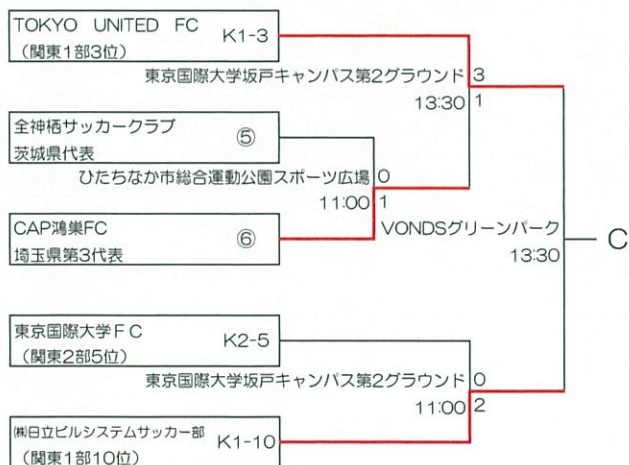 TOKYO UNITED FC
（関東1部3位）
K1-3
東京国際大学坂戸キャンパス第2グラウンド
3
13:30
1
全神栖サッカークラブ
茨城県代表
⑤
ひたちなか市総合運動公園スポーツ広場
0
11:00
1
CAP鴻巣FC
埼玉県第3代表
⑥
VONDSグリーンパーク
13:30
C
東京国際大学ＦＣ
（関東2部5位）
K2-5
東京国際大学坂戸キャンパス第2グラウンド
0
11:00
2
㈱日立ビルシステムサッカー部
（関東1部10位）
K1-10